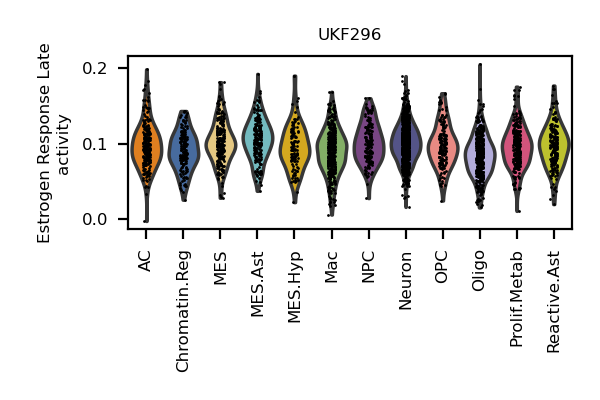 UKF296
Estrogen Response Late
activity
0.2
0.1
0.0
AC
Chromatin.Reg
MES
MES.Ast
MES.Hyp
Mac
NPC
Neuron
OPC
Oligo
Prolif.Metab
Reactive.Ast